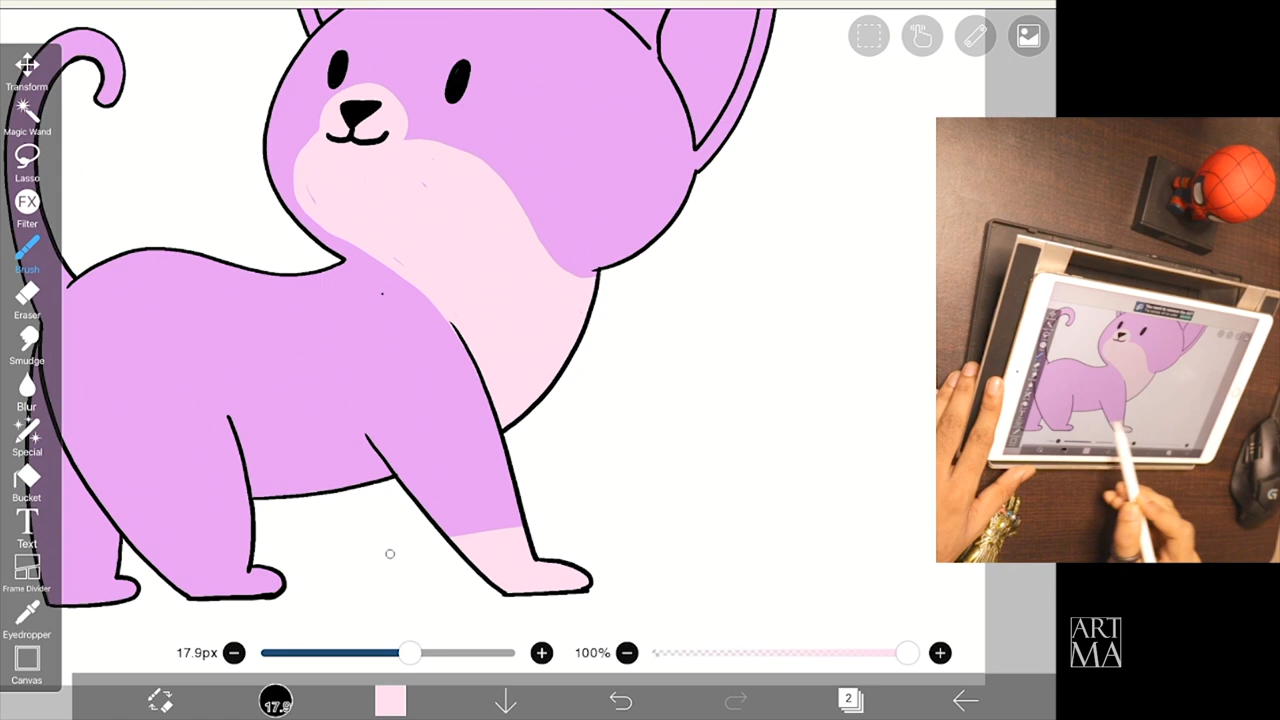 Transform
Magic Wand
Lasso
FX
Filter
Brush
Eraser
Smudge
Blur
Special
Bucket
T
Text
Frame Divider
Eyedropper
Canvas
17.9px
100%
17.9
2
ART
MA